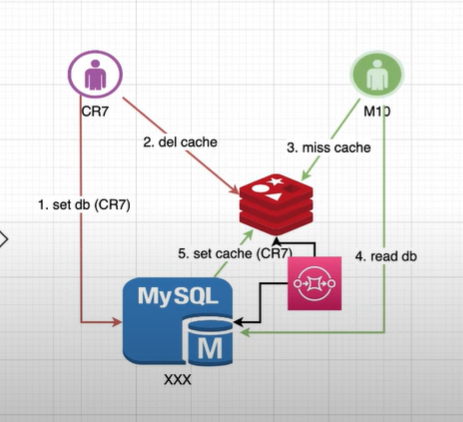 CR7
M10
2. del cache
3. miss cache
1. set db (CR7)
5. set cache (CR7)
4. read db
MySQL
M
XXX